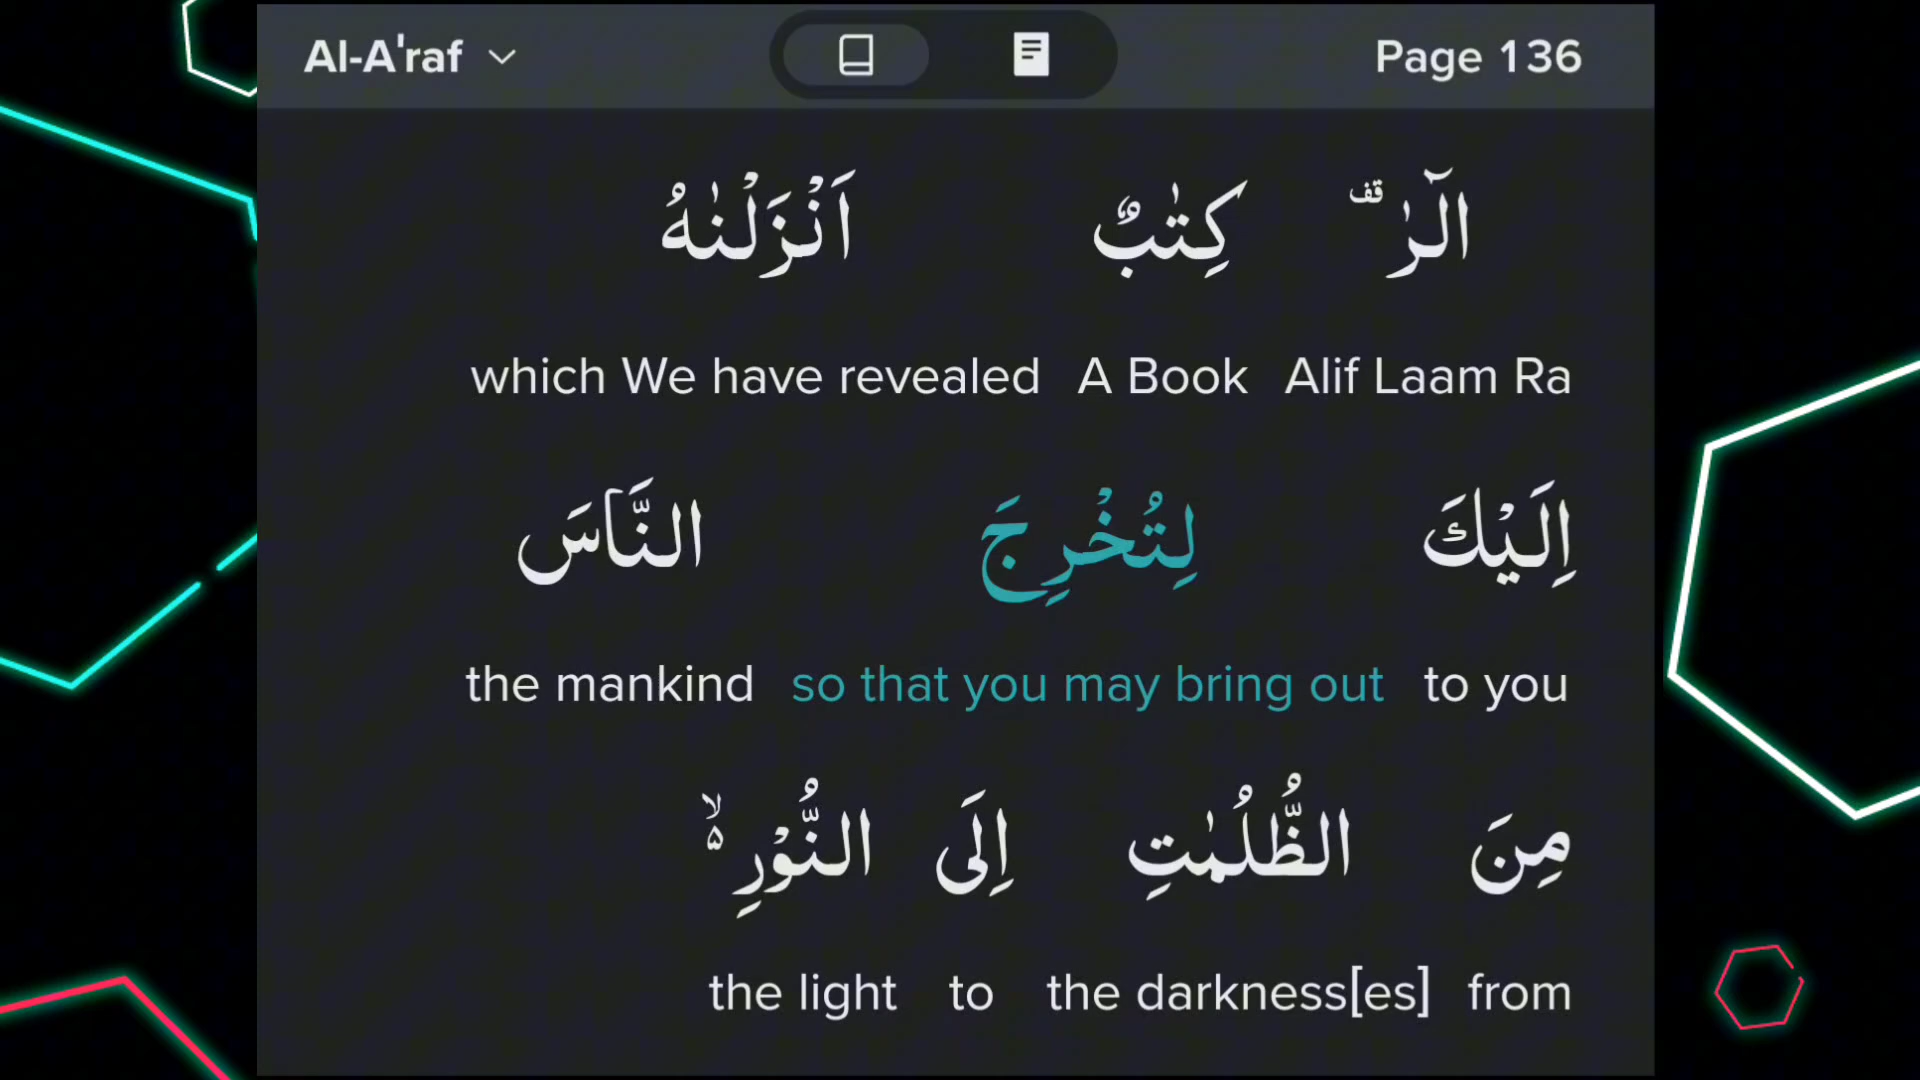 Al-A'raf Page 136
الٓرٰ ۫ كِتٰبٌ اَنْزَلْنٰهُ
which We have revealed A Book Alif Laam Ra
اِلَيْكَ لِتُخْرِجَ النَّاسَ
the mankind so that you may bring out to you
مِنَ الظُّلُمٰتِ اِلَى النُّوْرِ ۙ۬
the light to the darkness[es] from